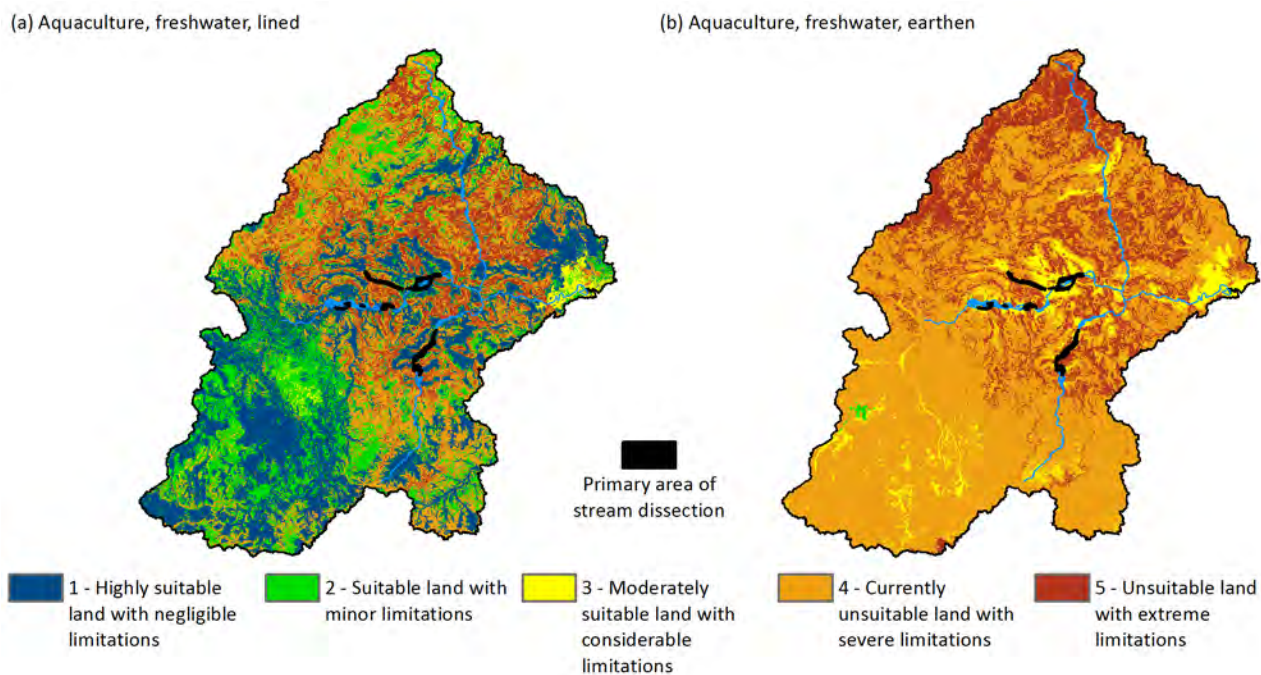 (a) Aquaculture, freshwater, lined
(b) Aquaculture, freshwater, earthen
Primary area of
stream dissection
1 - Highly suitable
land with negligible
limitations
2 - Suitable land with
minor limitations
3 - Moderately
suitable land with
considerable
limitations
4 - Currently
unsuitable land with
severe limitations
5 - Unsuitable land
with extreme
limitations